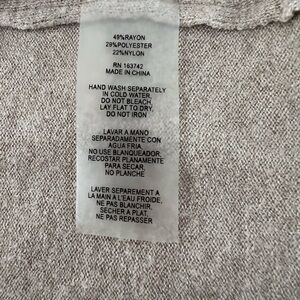 49%RAYON
29%POLYESTER
22%NYLON
RN 163742
MADE IN CHINA
HAND WASH SEPARATELY
IN COLD WATER,
DO NOT BLEACH,
LAY FLAT TO DRY,
DO NOT IRON
LAVAR A MANO
SEPARADAMENTE CON
AGUA FRIA
NO USE BLANQUEADOR,
RECOSTAR PLANAMENTE
PARA SECAR,
NO PLANCHE
LAVER SEPAREMENT A
LA MAIN A L'EAU FROIDE,
NE PAS BLANCHIR,
SECHER A PLAT,
NE PAS REPASSER